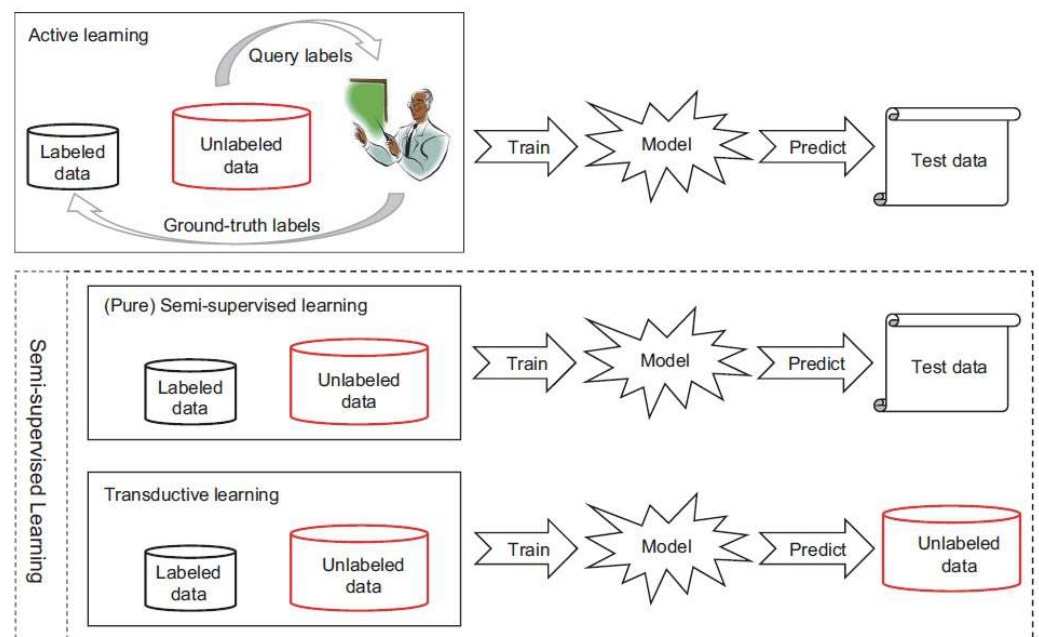 Active learning
Query labels
Labeled
data
Unlabeled
data
Ground-truth labels
Train
Model
Predict
Test data
Semi-supervised Learning
(Pure) Semi-supervised learning
Labeled
data
Unlabeled
data
Train
Model
Predict
Test data
Transductive learning
Labeled
data
Unlabeled
data
Train
Model
Predict
Unlabeled
data